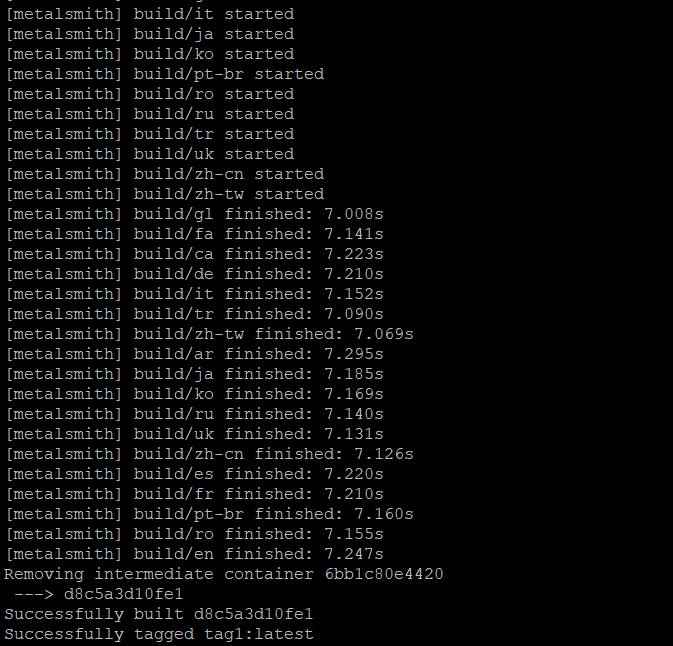 [metalsmith] build/it started
[metalsmith] build/ja started
[metalsmith] build/ko started
[metalsmith] build/pt-br started
[metalsmith] build/ro started
[metalsmith] build/ru started
[metalsmith] build/tr started
[metalsmith] build/uk started
[metalsmith] build/zh-cn started
[metalsmith] build/zh-tw started
[metalsmith] build/gl finished: 7.008s
[metalsmith] build/fa finished: 7.141s
[metalsmith] build/ca finished: 7.223s
[metalsmith] build/de finished: 7.210s
[metalsmith] build/it finished: 7.152s
[metalsmith] build/tr finished: 7.090s
[metalsmith] build/zh-tw finished: 7.069s
[metalsmith] build/ar finished: 7.295s
[metalsmith] build/ja finished: 7.185s
[metalsmith] build/ko finished: 7.169s
[metalsmith] build/ru finished: 7.140s
[metalsmith] build/uk finished: 7.131s
[metalsmith] build/zh-cn finished: 7.126s
[metalsmith] build/es finished: 7.220s
[metalsmith] build/fr finished: 7.210s
[metalsmith] build/pt-br finished: 7.160s
[metalsmith] build/ro finished: 7.155s
[metalsmith] build/en finished: 7.247s
Removing intermediate container 6bb1c80e4420
 ---> d8c5a3d10fe1
Successfully built d8c5a3d10fe1
Successfully tagged tag1:latest